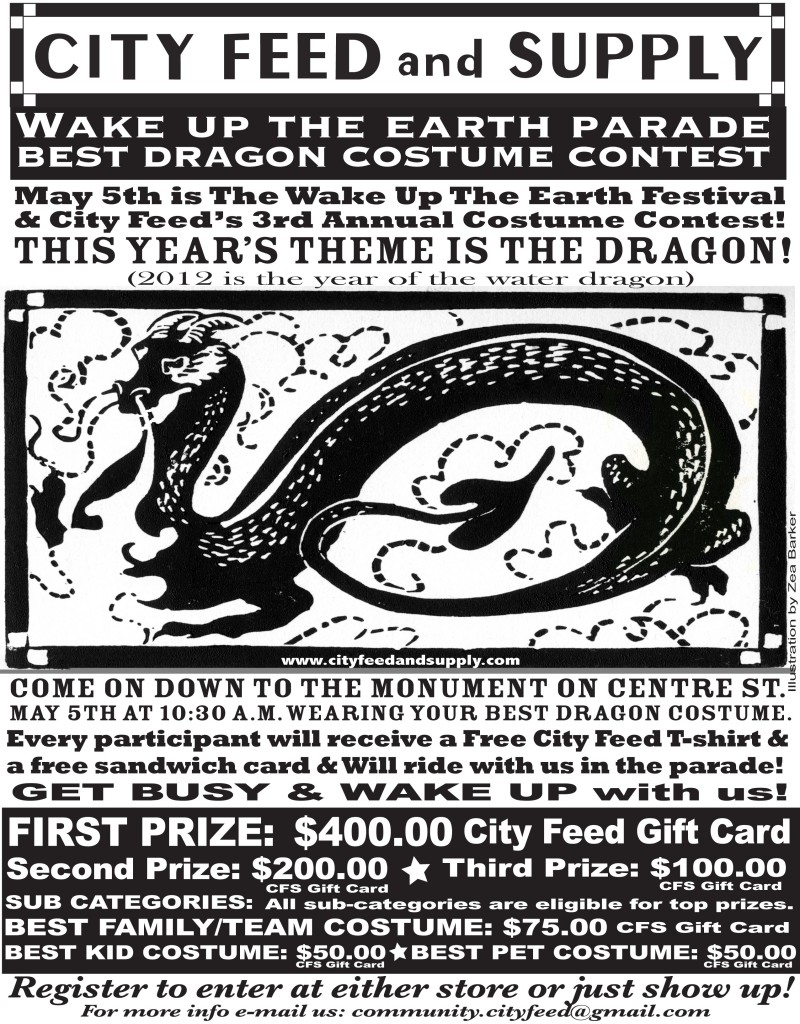 CITY FEED and SUPPLY
WAKE UP THE EARTH PARADE
BEST DRAGON COSTUME CONTEST
May 5th is The Wake Up The Earth Festival
& City Feed's 3rd Annual Costume Contest!
THIS YEAR'S THEME IS THE DRAGON!
(2012 is the year of the water dragon)
Illustration by Zea Barker
www.cityfeedandsupply.com
COME ON DOWN TO THE MONUMENT ON CENTRE ST.
MAY 5TH AT 10:30 A.M. WEARING YOUR BEST DRAGON COSTUME.
Every participant will receive a Free City Feed T-shirt &
a free sandwich card & Will ride with us in the parade!
GET BUSY & WAKE UP with us!
FIRST PRIZE: $400.00 City Feed Gift Card
Second Prize: $200.00 ★ Third Prize: $100.00
CFS Gift Card CFS Gift Card
SUB CATEGORIES: All sub-categories are eligible for top prizes.
BEST FAMILY/TEAM COSTUME: $75.00 CFS Gift Card
BEST KID COSTUME: $50.00 ★ BEST PET COSTUME: $50.00
CFS Gift Card CFS Gift Card
Register to enter at either store or just show up!
For more info e-mail us: community.cityfeed@gmail.com